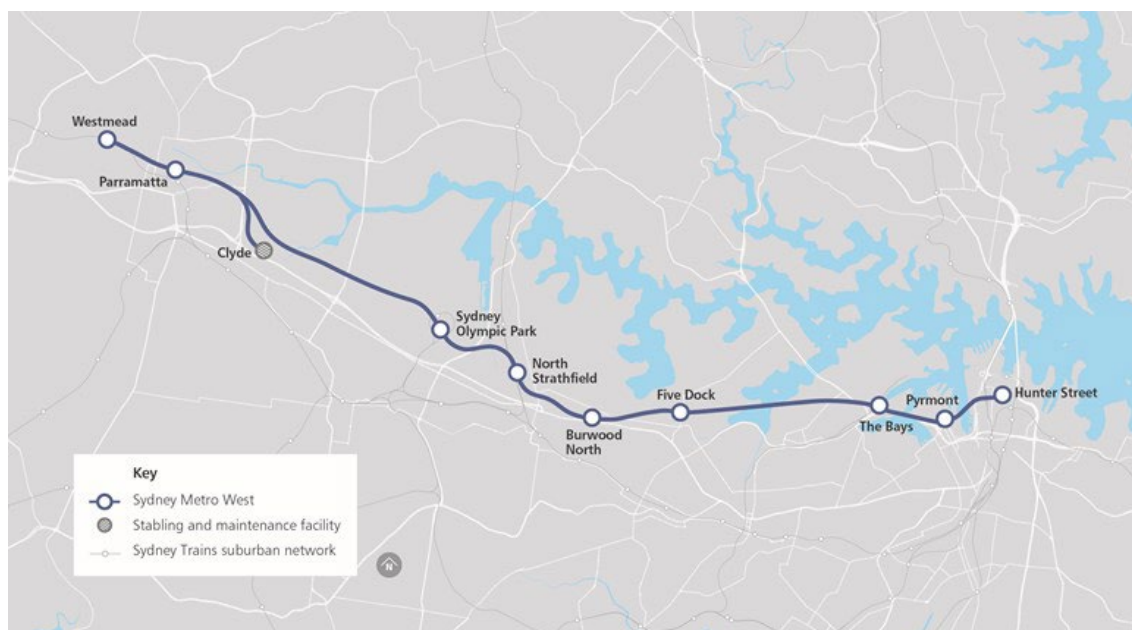 Westmead
Parramatta
Clyde
Sydney
Olympic Park
North
Strathfield
Five Dock
Burwood
North
The Bays
Pyrmont
Hunter Street
Key
Sydney Metro West
Stabling and maintenance facility
Sydney Trains suburban network
N